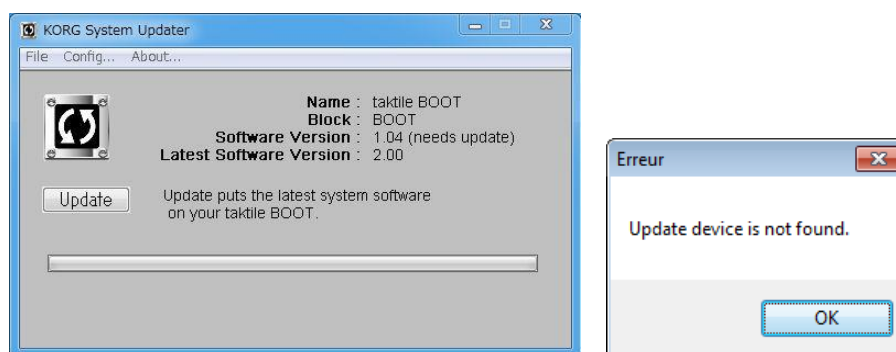 KORG System Updater
File Config... About...
Name : taktile BOOT
Block : BOOT
Software Version : 1.04 (needs update)
Latest Software Version : 2.00
Update
Update puts the latest system software
on your taktile BOOT.
Erreur
Update device is not found.
OK